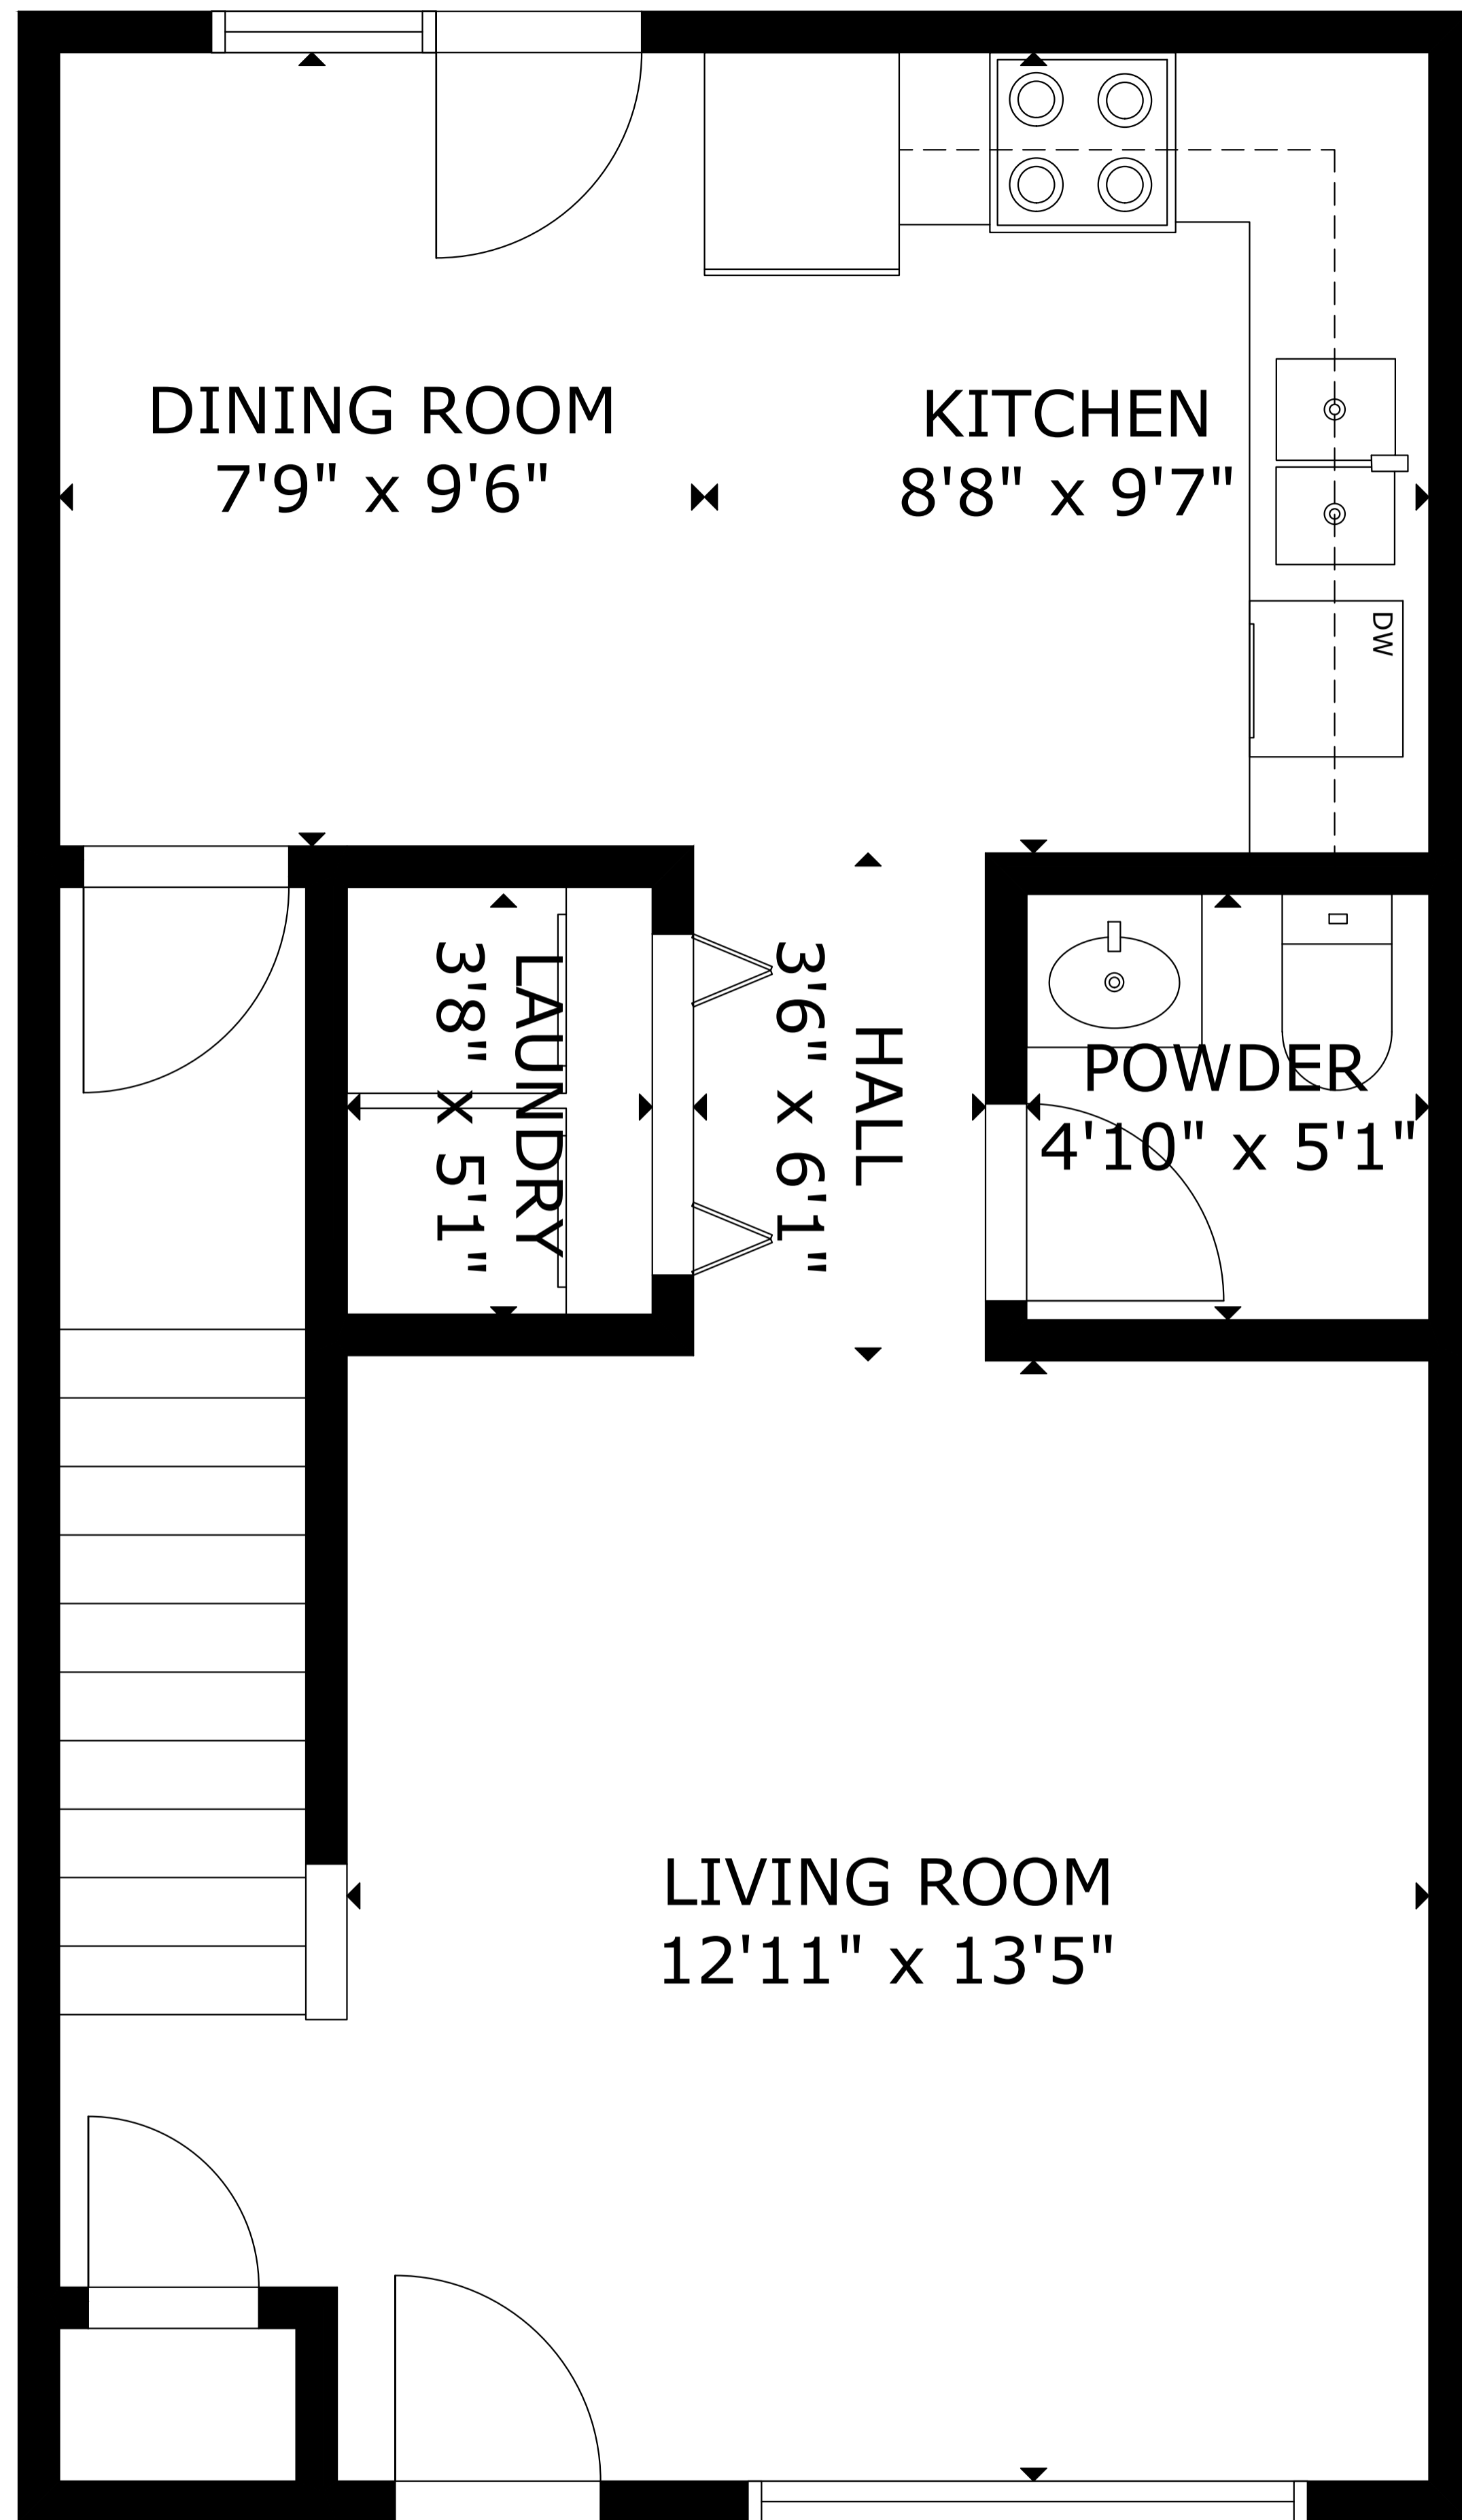 DINING ROOM
7'9" x 9'6"
KITCHEN
8'8" x 9'7"
DW
LAUNDRY
3'8" x 5'1"
HALL
3'6" x 6'1"
POWDER
4'10" x 5'1"
LIVING ROOM
12'11" x 13'5"